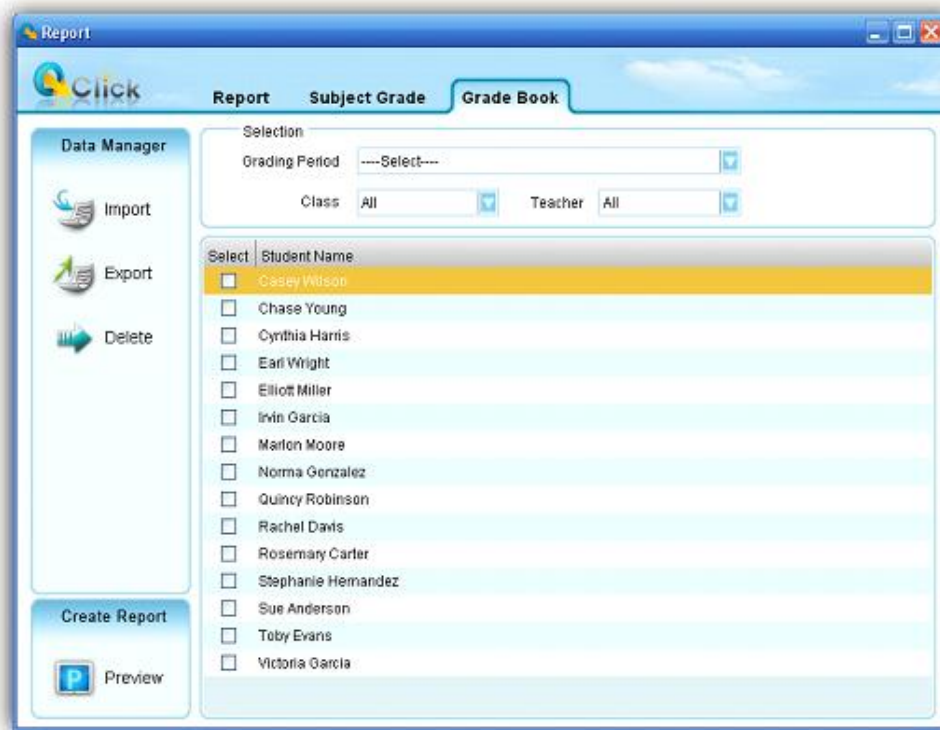 Report
QClick
Report Subject Grade Grade Book
Data Manager
Import
Export
Delete
Create Report
Preview
Selection
Grading Period ----Select----
Class All Teacher All
Select Student Name
Casey Wilson
Chase Young
Cynthia Harris
Earl Wright
Elliott Miller
Irvin Garcia
Marlon Moore
Norma Gonzalez
Quincy Robinson
Rachel Davis
Rosemary Carter
Stephanie Hernandez
Sue Anderson
Toby Evans
Victoria Garcia